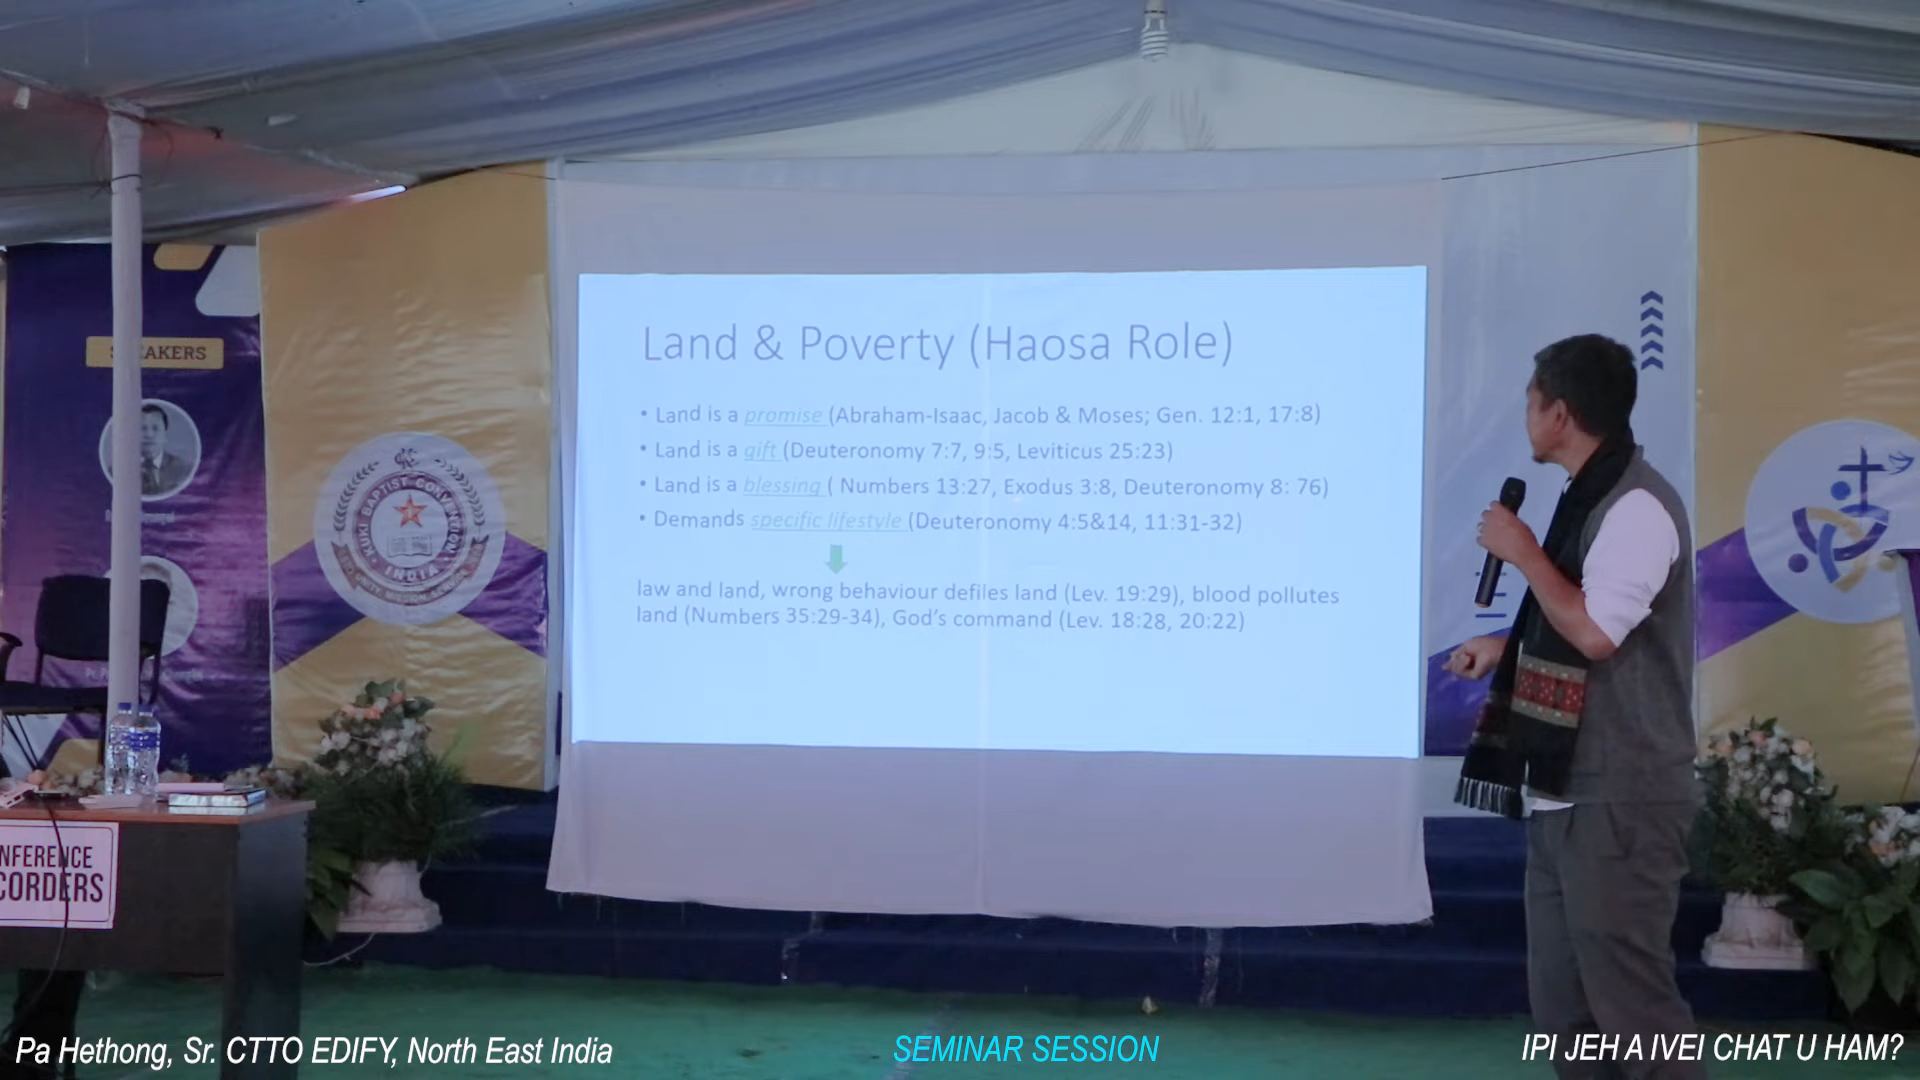 SPEAKERS
KUKI BAPTIST CONVENTION
INDIA
Land & Poverty (Haosa Role)
• Land is a promise (Abraham-Isaac, Jacob & Moses; Gen. 12:1, 17:8)
• Land is a gift (Deuteronomy 7:7, 9:5, Leviticus 25:23)
• Land is a blessing ( Numbers 13:27, Exodus 3:8, Deuteronomy 8: 76)
• Demands specific lifestyle (Deuteronomy 4:5&14, 11:31-32)
law and land, wrong behaviour defiles land (Lev. 19:29), blood pollutes
land (Numbers 35:29-34), God's command (Lev. 18:28, 20:22)
NFERENCE
CORDERS
Pa Hethong, Sr. CTTO EDIFY, North East India
SEMINAR SESSION
IPI JEH A IVEI CHAT U HAM?